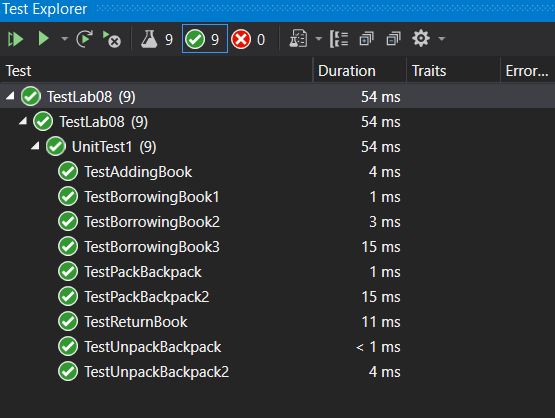 Test Explorer
9 9 0
Test Duration Traits Error...
TestLab08 (9) 54 ms
TestLab08 (9) 54 ms
UnitTest1 (9) 54 ms
TestAddingBook 4 ms
TestBorrowingBook1 1 ms
TestBorrowingBook2 3 ms
TestBorrowingBook3 15 ms
TestPackBackpack 1 ms
TestPackBackpack2 15 ms
TestReturnBook 11 ms
TestUnpackBackpack < 1 ms
TestUnpackBackpack2 4 ms